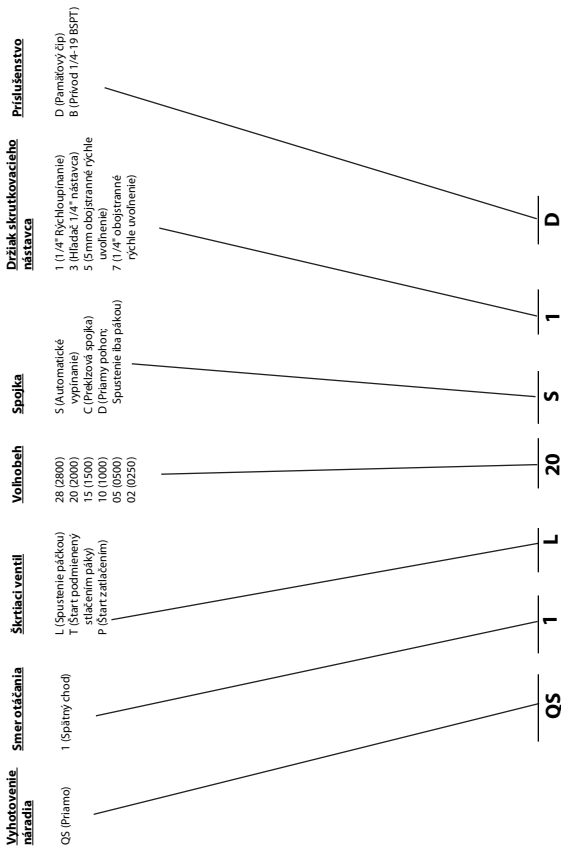 Vyhotovenie
náradia
QS (Priamo)
Smer otáčania
1 (Spätný chod)
Škrtiaci ventil
L (Spustenie páčkou)
T (Štart podmienený
stlačením páky)
P (Štart zatlačením)
Volnobeh
28 (2800)
20 (2000)
15 (1500)
10 (1000)
05 (0500)
02 (0250)
Spojka
S (Automatické
vypínanie)
C (Preklzová spojka)
D (Priamy pohon;
Spustenie iba pákou)
Držiak skrutkovacieho
nástavca
1 (1/4" Rýchloupínanie)
3 (Hľadač 1/4" nástavca)
5 (5mm obojstranné rýchle
uvoľnenie)
7 (1/4" obojstranné
rýchle uvoľnenie)
Príslušenstvo
D (Pamäťový čip)
B (Prívod 1/4-19 BSPT)
QS 1 L 20 S 1 D